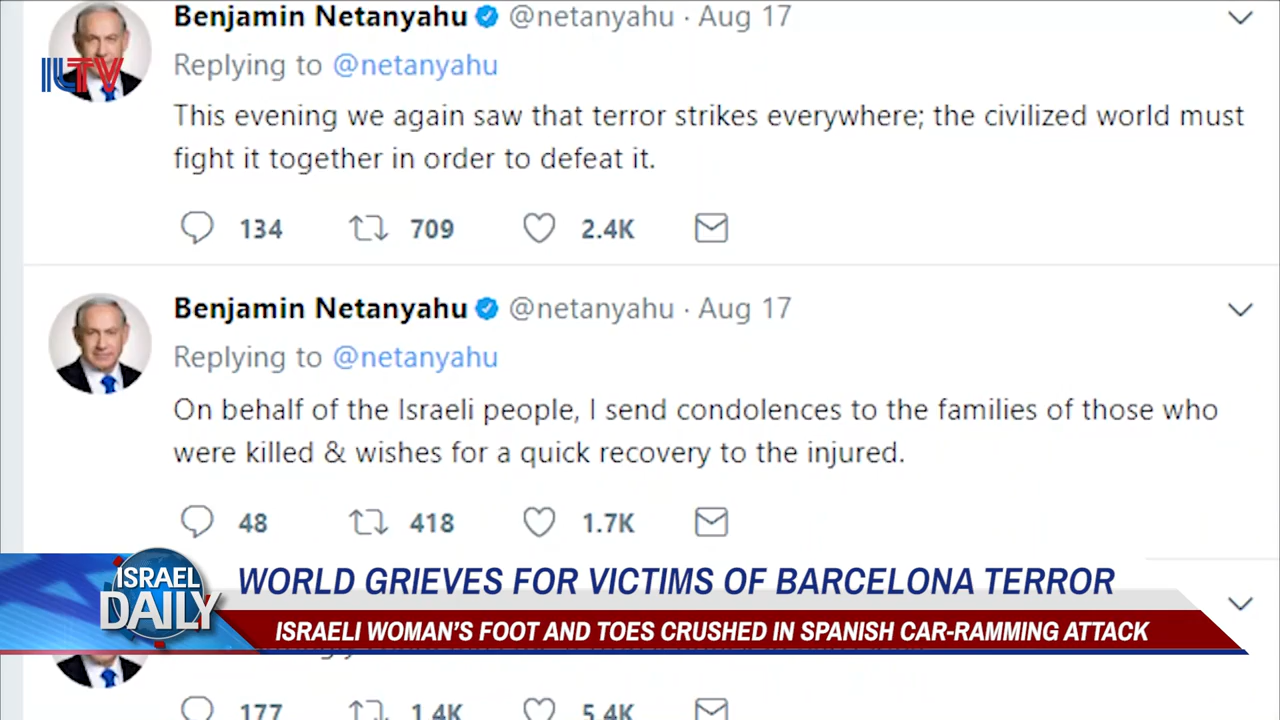 Benjamin Netanyahu @netanyahu · Aug 17
ILTV
Replying to @netanyahu
This evening we again saw that terror strikes everywhere; the civilized world must
fight it together in order to defeat it.
134 709 2.4K
Benjamin Netanyahu @netanyahu · Aug 17
Replying to @netanyahu
On behalf of the Israeli people, I send condolences to the families of those who
were killed & wishes for a quick recovery to the injured.
48 418 1.7K
ISRAEL
DAILY
WORLD GRIEVES FOR VICTIMS OF BARCELONA TERROR
ISRAELI WOMAN'S FOOT AND TOES CRUSHED IN SPANISH CAR-RAMMING ATTACK
177 1.4K 5.4K